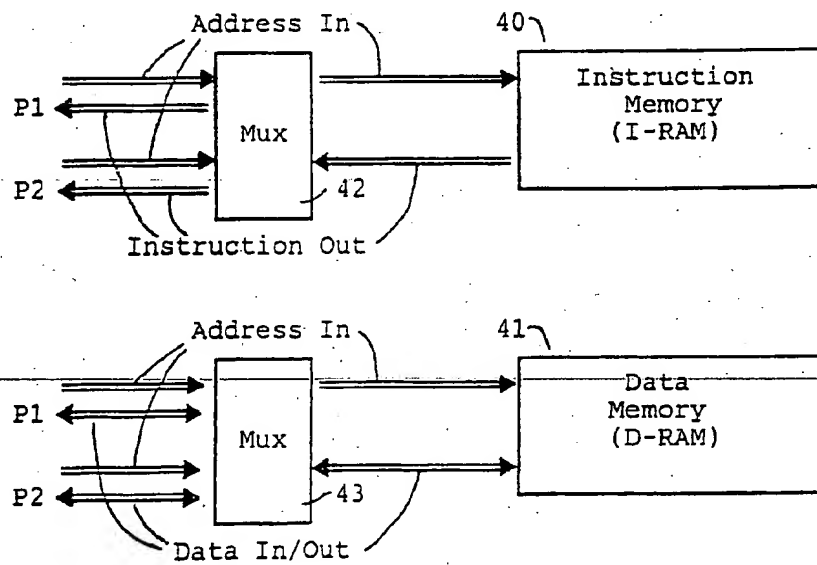 Address In
40
Instruction
Memory
(I-RAM)
P1
Mux
P2
42
Instruction Out
Address In
41
Data
Memory
(D-RAM)
P1
Mux
P2
43
Data In/Out